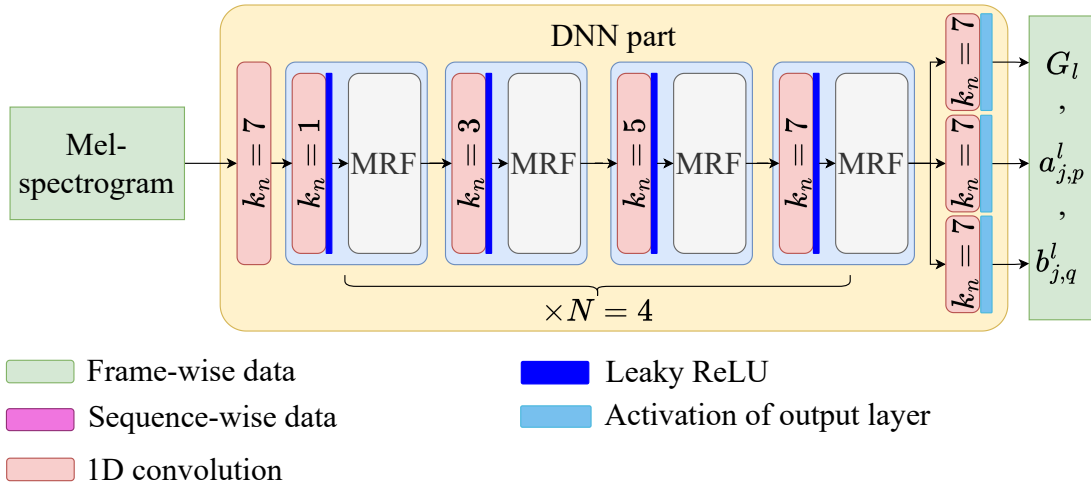 DNN part
Mel-
spectrogram
k_n = 7
k_n = 1
MRF
k_n = 3
MRF
k_n = 5
MRF
k_n = 7
MRF
k_n = 7
k_n = 7
k_n = 7
G_l
,
a^l_{j,p}
,
b^l_{j,q}
×N = 4
Frame-wise data
Sequence-wise data
1D convolution
Leaky ReLU
Activation of output layer